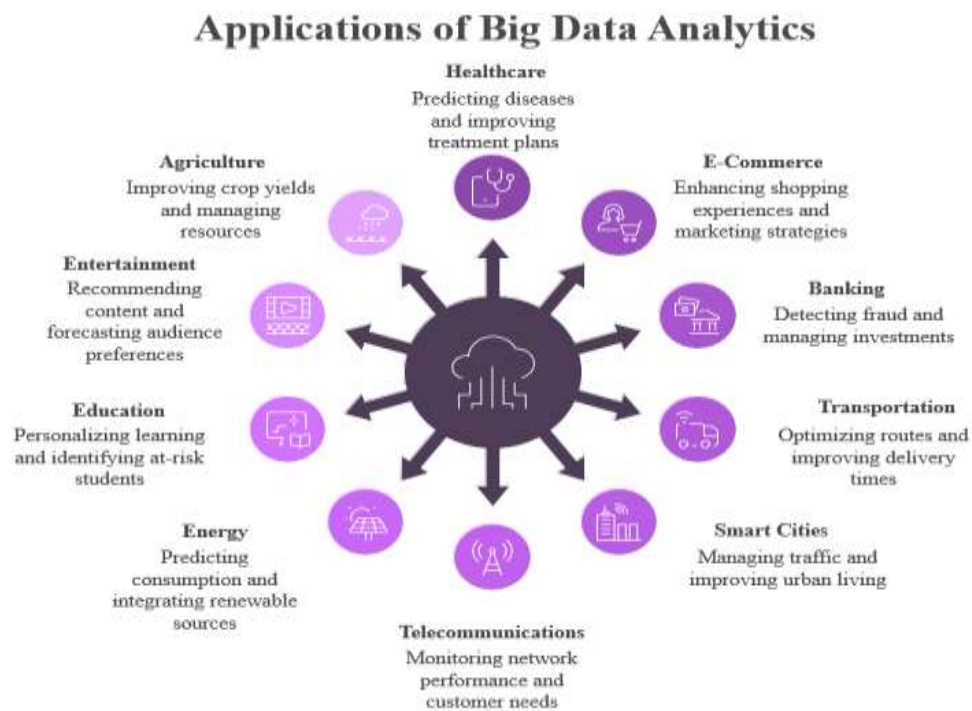 Applications of Big Data Analytics
Healthcare
Predicting diseases
and improving
treatment plans
E-Commerce
Enhancing shopping
experiences and
marketing strategies
Banking
Detecting fraud and
managing investments
Transportation
Optimizing routes and
improving delivery
times
Smart Cities
Managing traffic and
improving urban living
Telecommunications
Monitoring network
performance and
customer needs
Energy
Predicting
consumption and
integrating renewable
sources
Education
Personalizing learning
and identifying at-risk
students
Entertainment
Recommending
content and
forecasting audience
preferences
Agriculture
Improving crop yields
and managing
resources